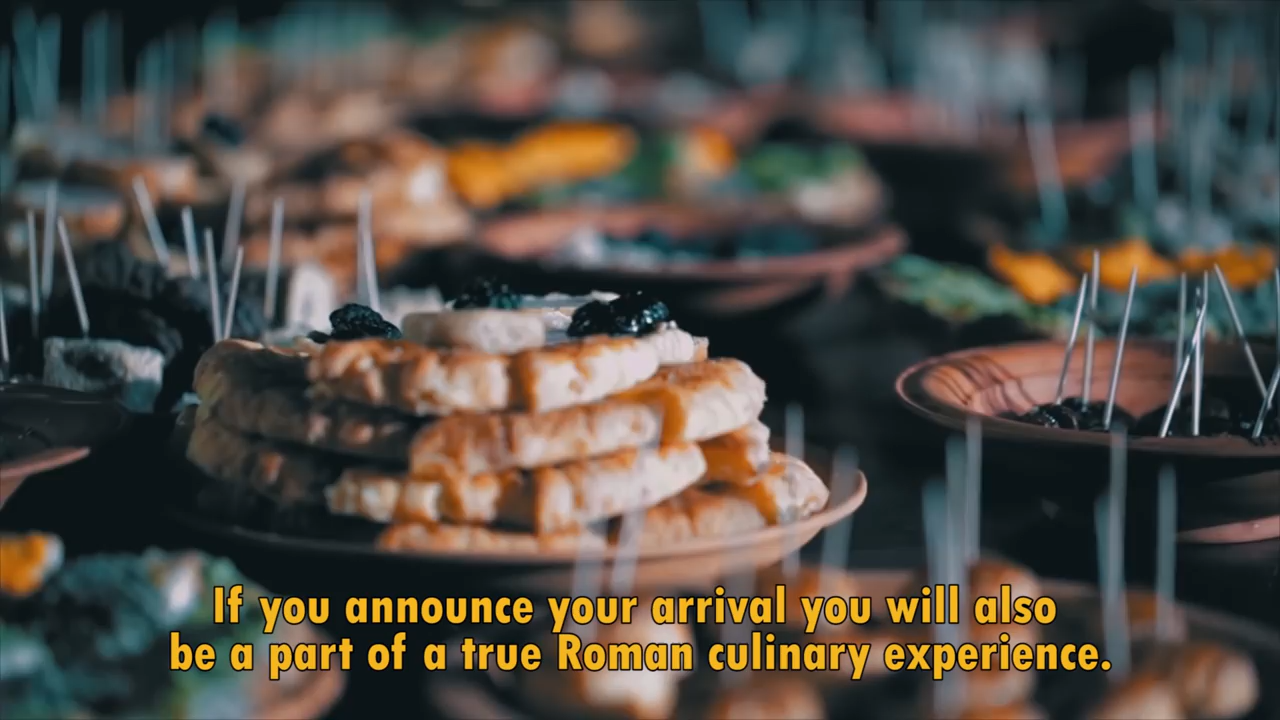 If you announce your arrival you will also
be a part of a true Roman culinary experience.